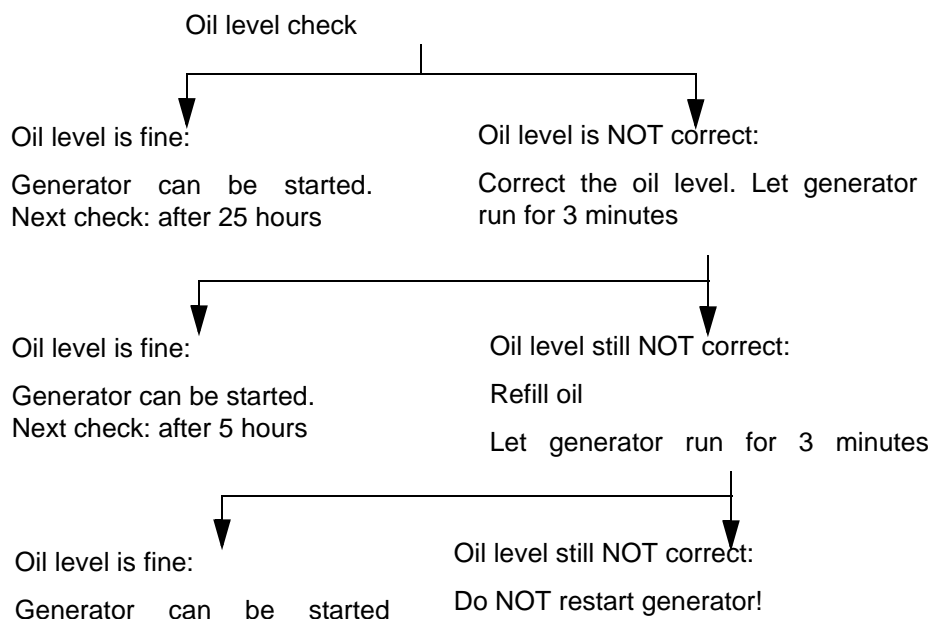 Oil level check
Oil level is fine:
Generator can be started.
Next check: after 25 hours
Oil level is NOT correct:
Correct the oil level. Let generator
run for 3 minutes
Oil level is fine:
Generator can be started.
Next check: after 5 hours
Oil level still NOT correct:
Refill oil
Let generator run for 3 minutes
Oil level is fine:
Generator can be started
Oil level still NOT correct:
Do NOT restart generator!